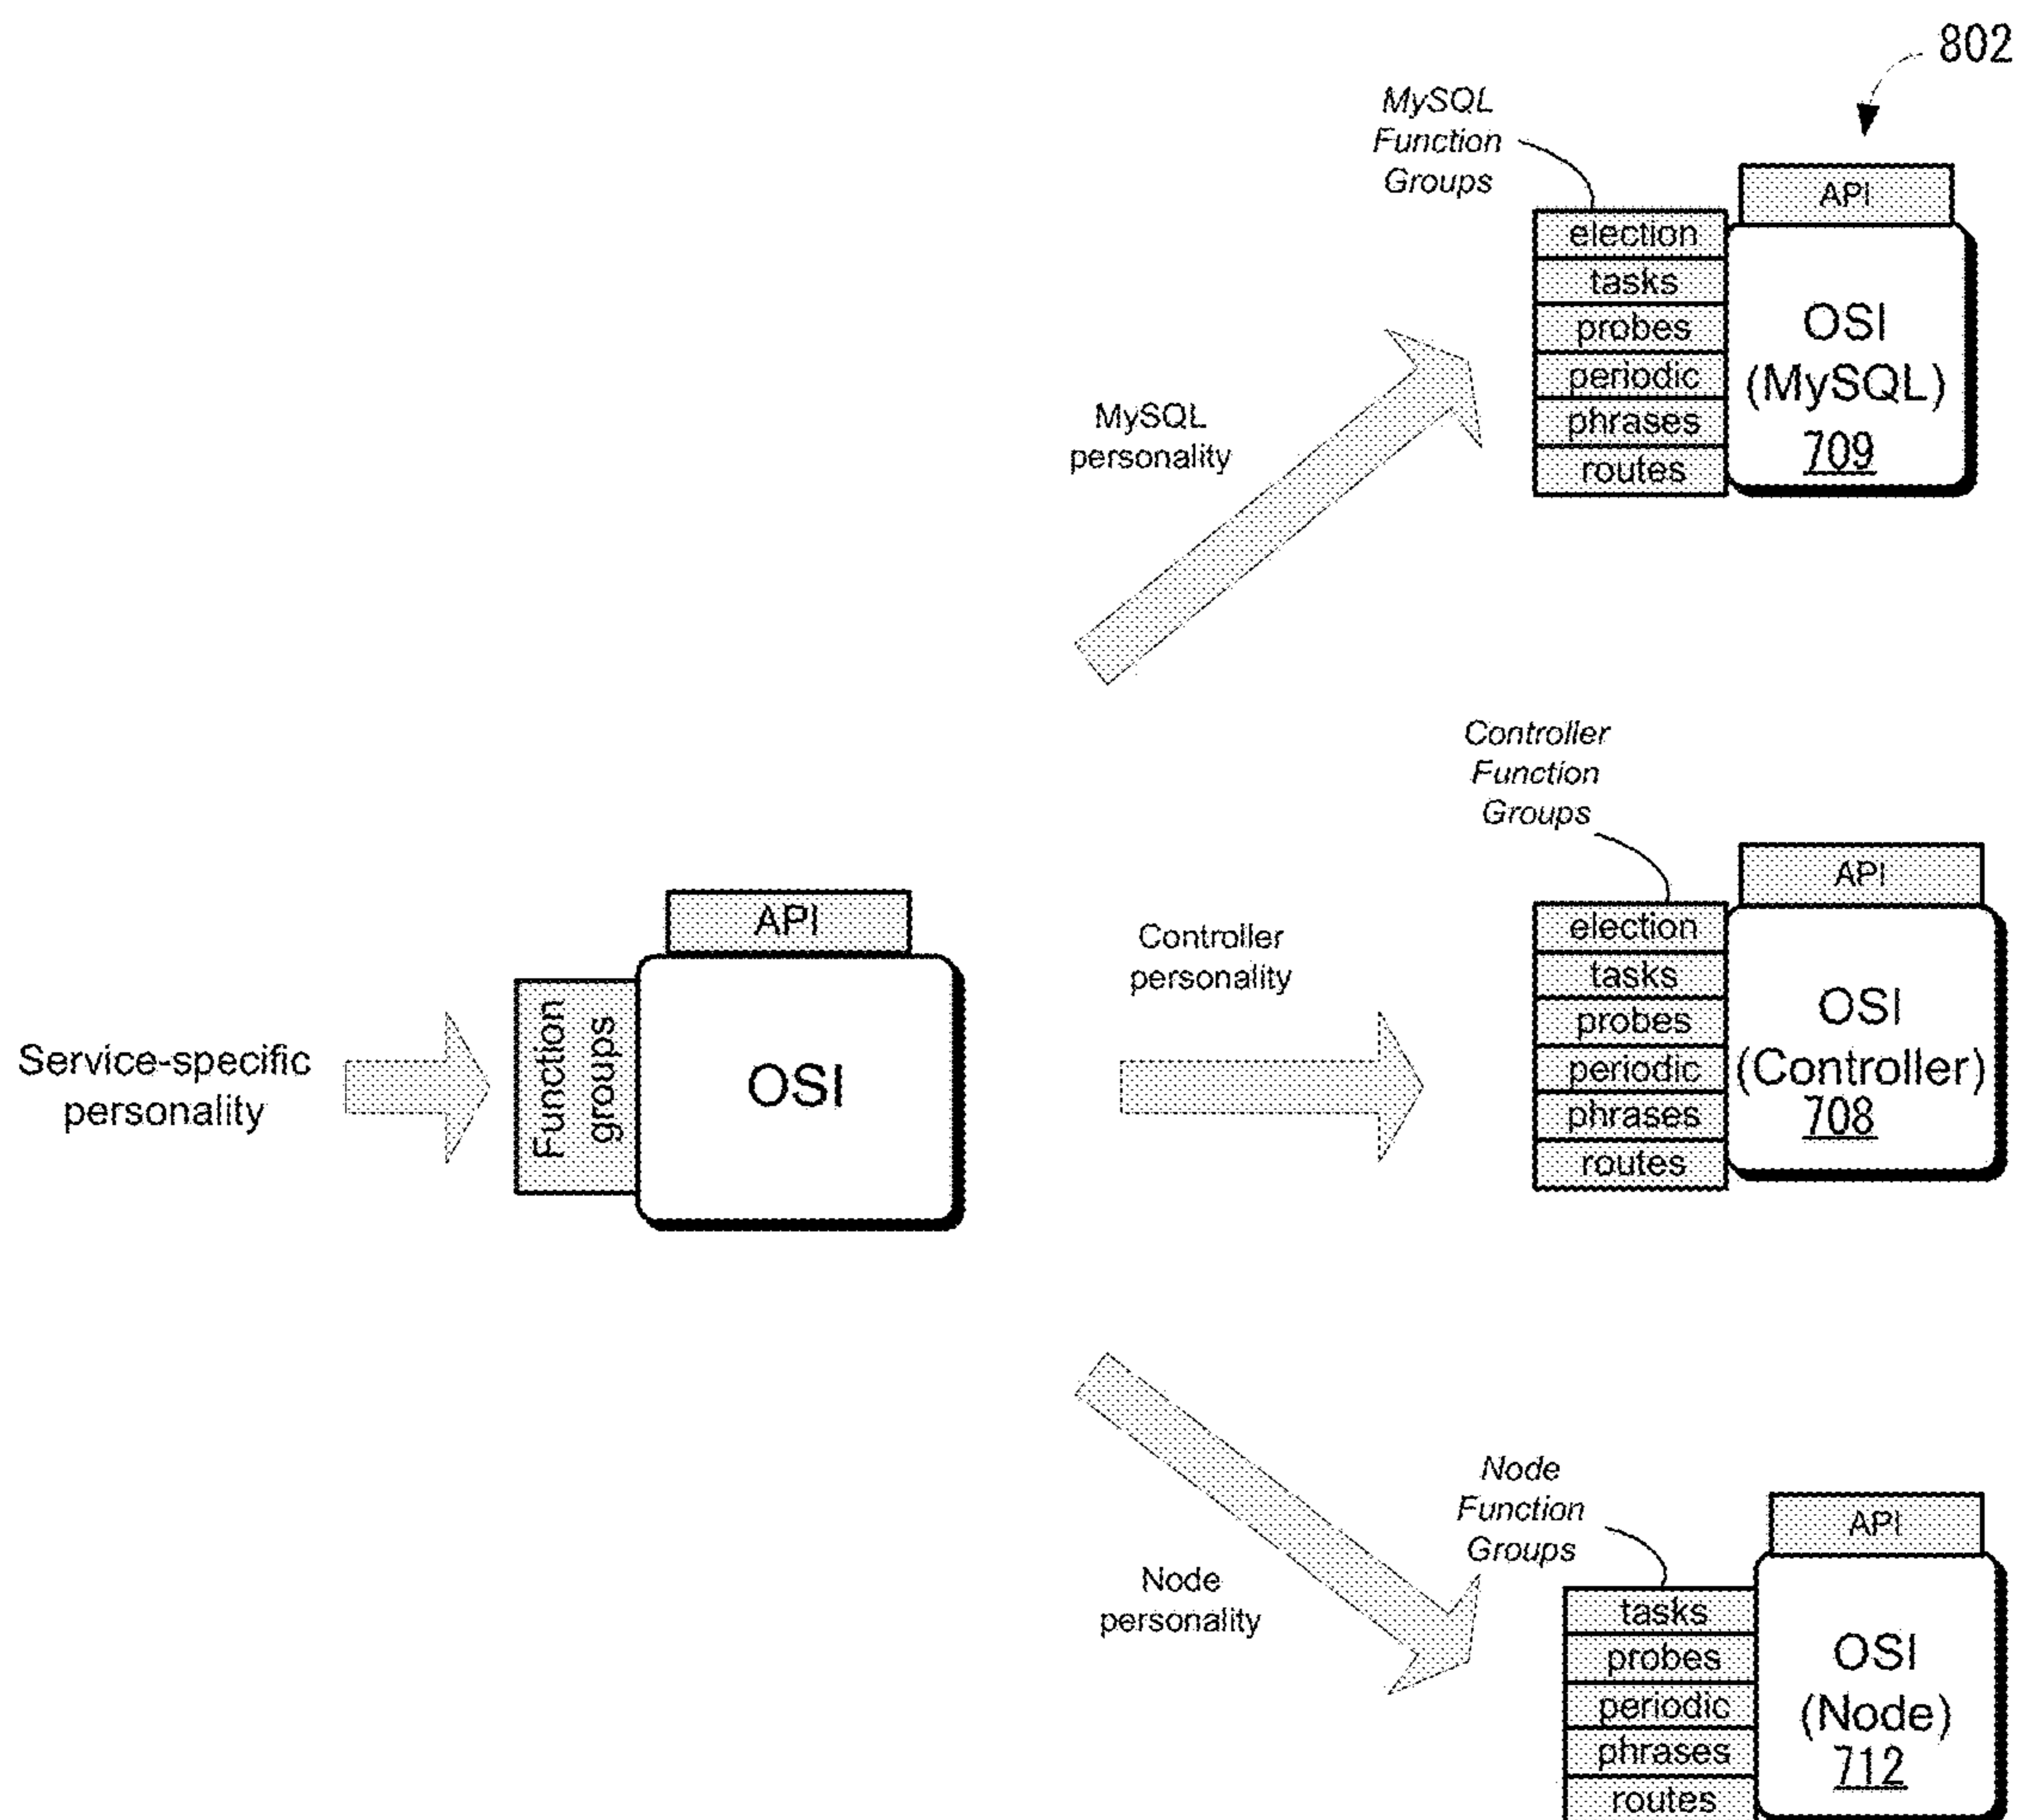 802
MySQL
Function
Groups
API
election
tasks
probes
periodic
phrases
routes
OSI
(MySQL)
709
MySQL
personality
Controller
Function
Groups
API
election
tasks
probes
periodic
phrases
routes
OSI
(Controller)
708
Controller
personality
API
Function
groups
OSI
Service-specific
personality
Node
Function
Groups
API
tasks
probes
periodic
phrases
routes
OSI
(Node)
712
Node
personality